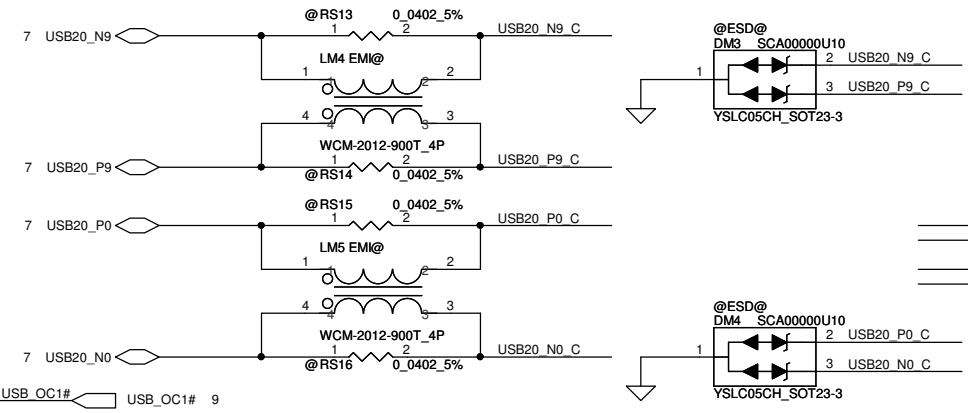 @RS13 0_0402_5%
7 USB20_N9 1 2 USB20_N9_C
LM4 EMI@
1 1 2 2
4 4 3 3
WCM-2012-900T_4P
7 USB20_P9 1 2 USB20_P9_C
@RS14 0_0402_5%
@RS15 0_0402_5%
7 USB20_P0 1 2 USB20_P0_C
LM5 EMI@
1 1 2 2
4 4 3 3
WCM-2012-900T_4P
7 USB20_N0 1 2 USB20_N0_C
@RS16 0_0402_5%
USB_OC1# USB_OC1# 9
@ESD@
DM3 SCA00000U10
1 2 USB20_N9_C
3 USB20_P9_C
YSLC05CH_SOT23-3
@ESD@
DM4 SCA00000U10
1 2 USB20_P0_C
3 USB20_N0_C
YSLC05CH_SOT23-3